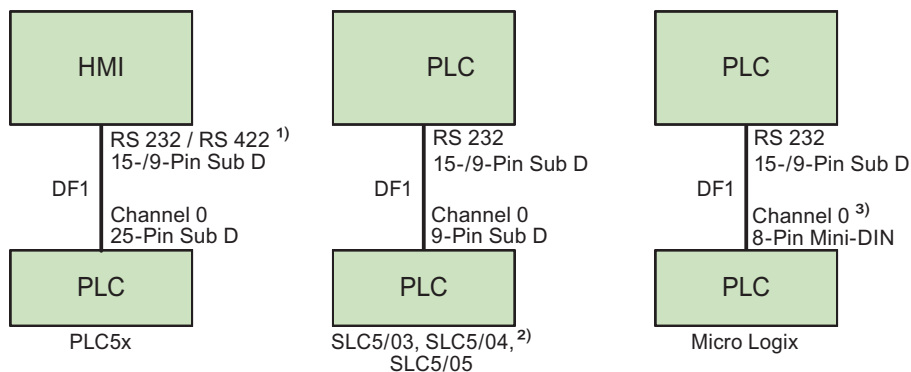 HMI
RS 232 / RS 422 1)
15-/9-Pin Sub D
DF1
Channel 0
25-Pin Sub D
PLC
PLC5x
PLC
RS 232
15-/9-Pin Sub D
DF1
Channel 0
9-Pin Sub D
PLC
SLC5/03, SLC5/04, 2)
SLC5/05
PLC
RS 232
15-/9-Pin Sub D
DF1
Channel 0 3)
8-Pin Mini-DIN
PLC
Micro Logix